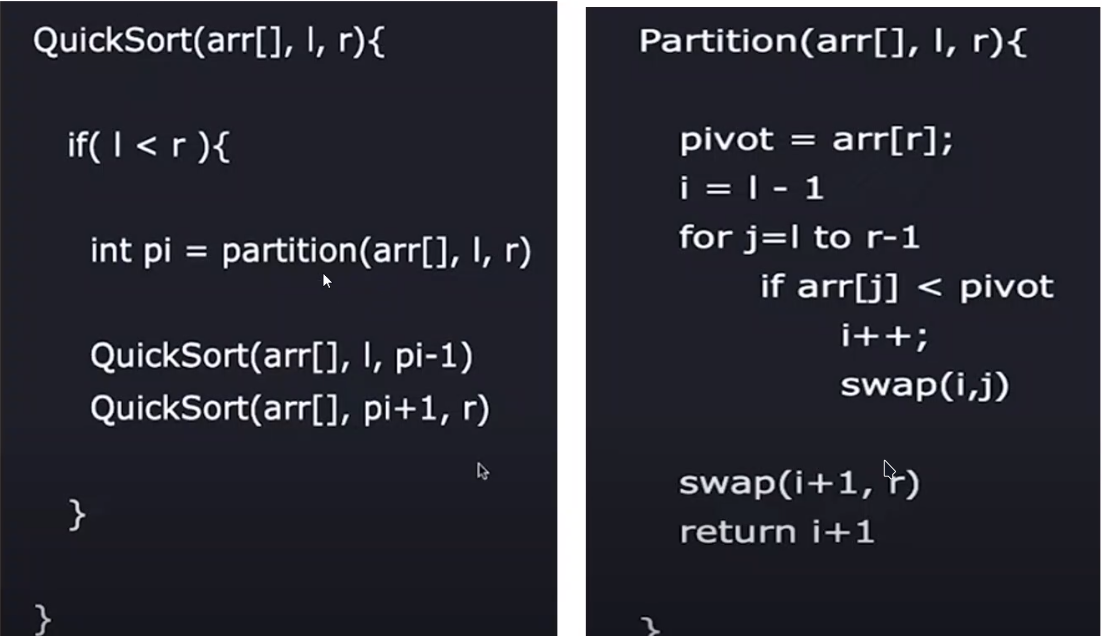 QuickSort(arr[], l, r){
if( l < r ){
int pi = partition(arr[], l, r)
QuickSort(arr[], l, pi-1)
QuickSort(arr[], pi+1, r)
}
}
Partition(arr[], l, r){
pivot = arr[r];
i = l - 1
for j=l to r-1
if arr[j] < pivot
i++;
swap(i,j)
swap(i+1, r)
return i+1
}